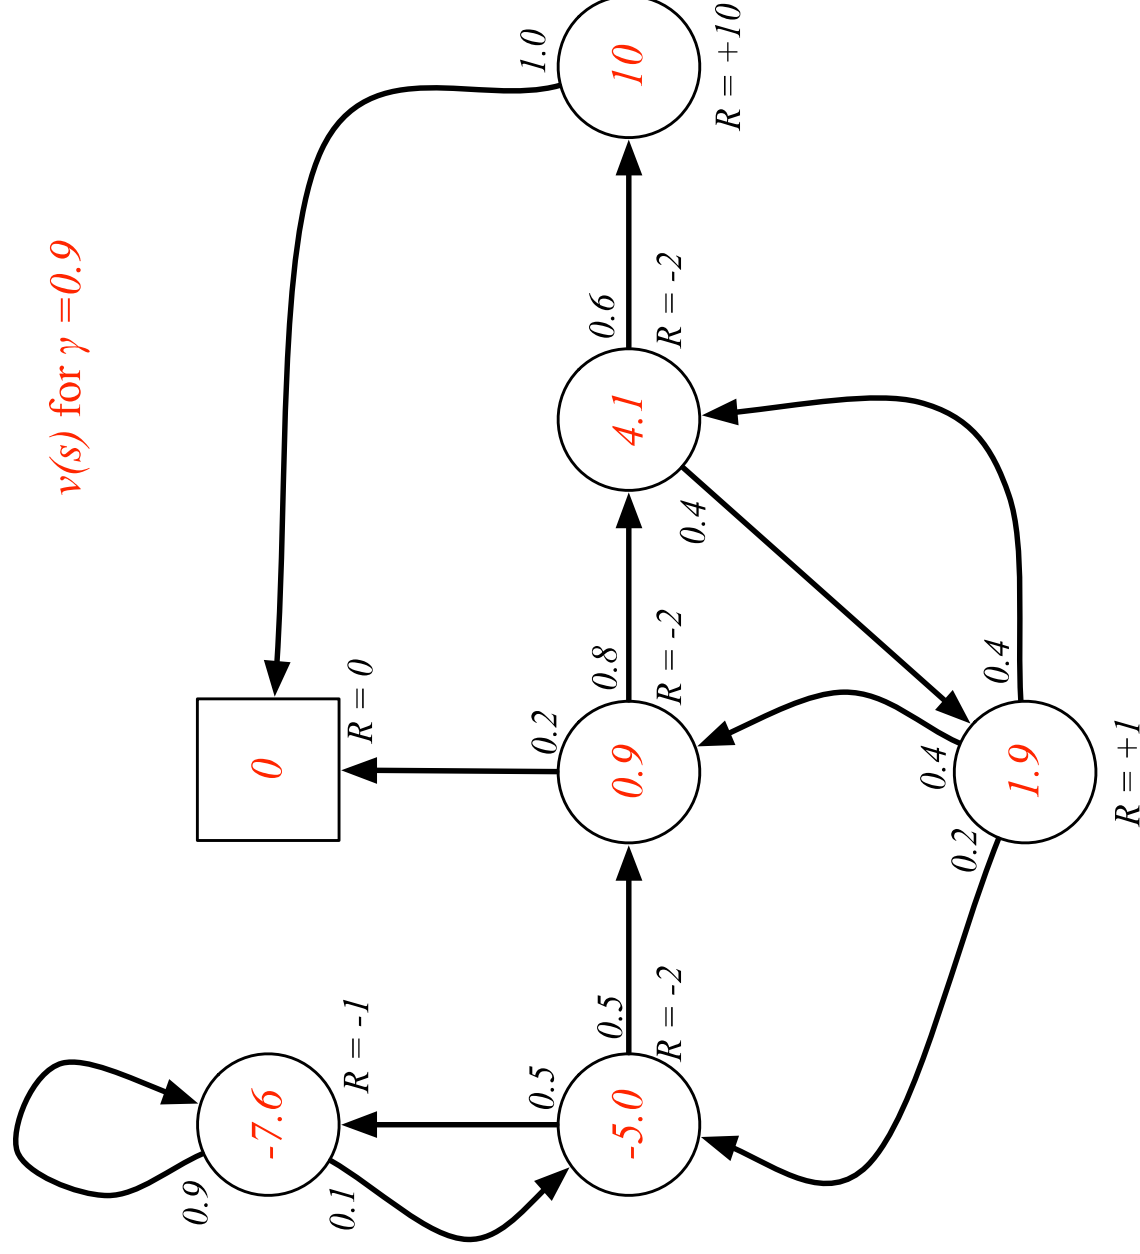 v(s) for γ =0.9
0.9
-7.6
0
0.1
R = -1
R = 0
0.5
0.2
1.0
0.5
0.8
0.6
-5.0
0.9
4.1
10
R = -2
R = -2
R = -2
0.4
R = +10
0.4
0.2
0.4
1.9
R = +1